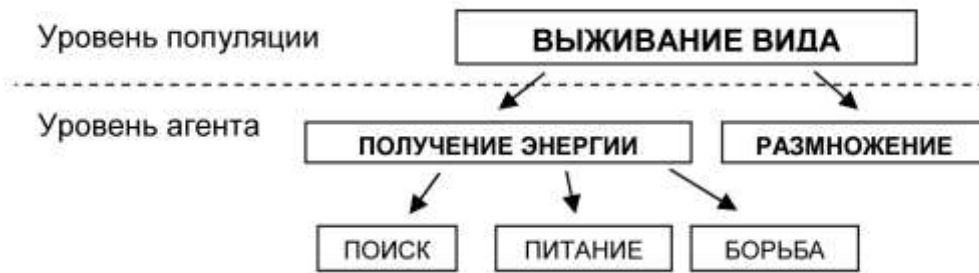 Уровень популяции
ВЫЖИВАНИЕ ВИДА
Уровень агента
ПОЛУЧЕНИЕ ЭНЕРГИИ
РАЗМНОЖЕНИЕ
ПОИСК
ПИТАНИЕ
БОРЬБА